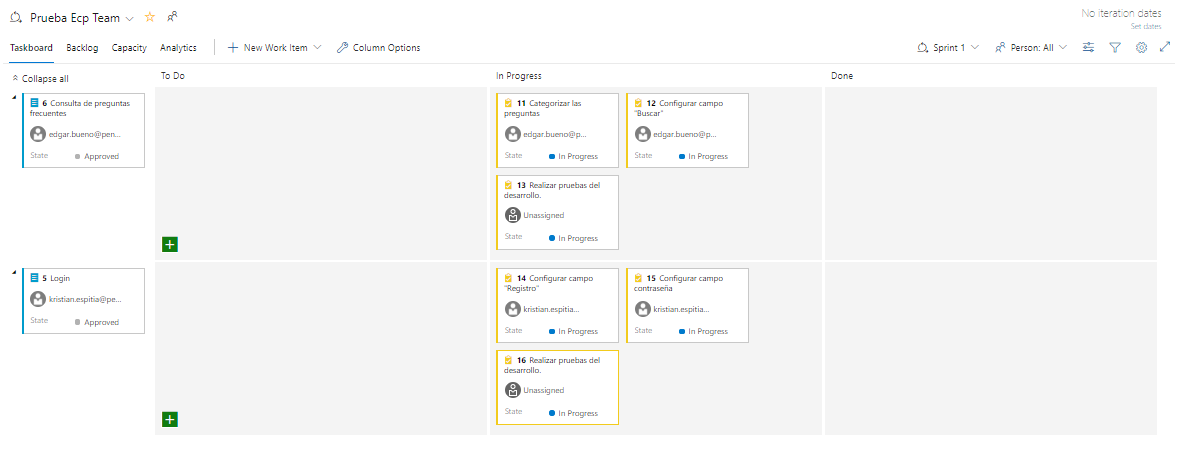 Prueba Ecp Team
No iteration dates
Set dates
Taskboard Backlog Capacity Analytics New Work Item Column Options Sprint 1 Person: All
Collapse all
To Do In Progress Done
6 Consulta de preguntas
frecuentes
edgar.bueno@pen...
State Approved
11 Categorizar las
preguntas
edgar.bueno@p...
State In Progress
12 Configurar campo
"Buscar"
edgar.bueno@p...
State In Progress
13 Realizar pruebas del
desarrollo.
Unassigned
State In Progress
5 Login
kristian.espitia@pe...
State Approved
14 Configurar campo
"Registro"
kristian.espitia...
State In Progress
15 Configurar campo
contraseña
kristian.espitia...
State In Progress
16 Realizar pruebas del
desarrollo.
Unassigned
State In Progress